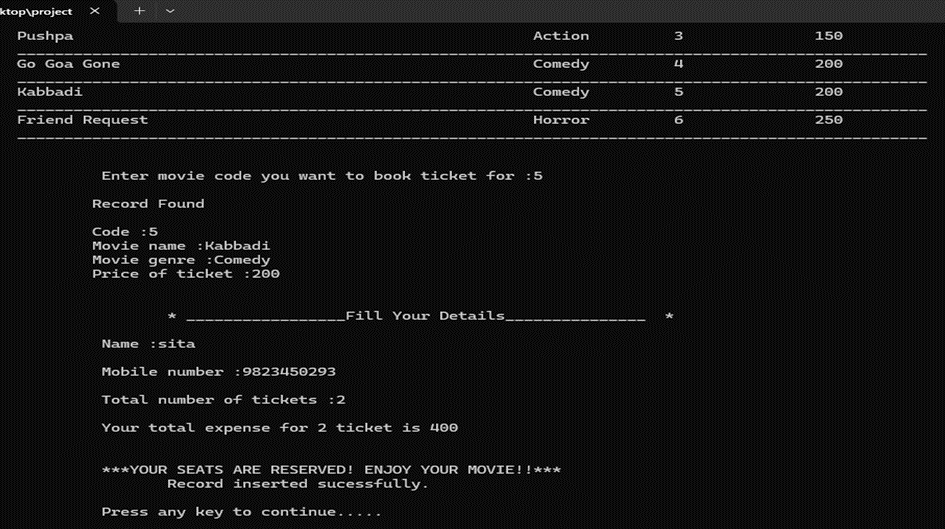 ktop\project
Pushpa Action 3 150
Go Goa Gone Comedy 4 200
Kabbadi Comedy 5 200
Friend Request Horror 6 250
Enter movie code you want to book ticket for :5
Record Found
Code :5
Movie name :Kabbadi
Movie genre :Comedy
Price of ticket :200
* _________________Fill Your Details_______________ *
Name :sita
Mobile number :9823450293
Total number of tickets :2
Your total expense for 2 ticket is 400
***YOUR SEATS ARE RESERVED! ENJOY YOUR MOVIE!!***
Record inserted sucessfully.
Press any key to continue.....